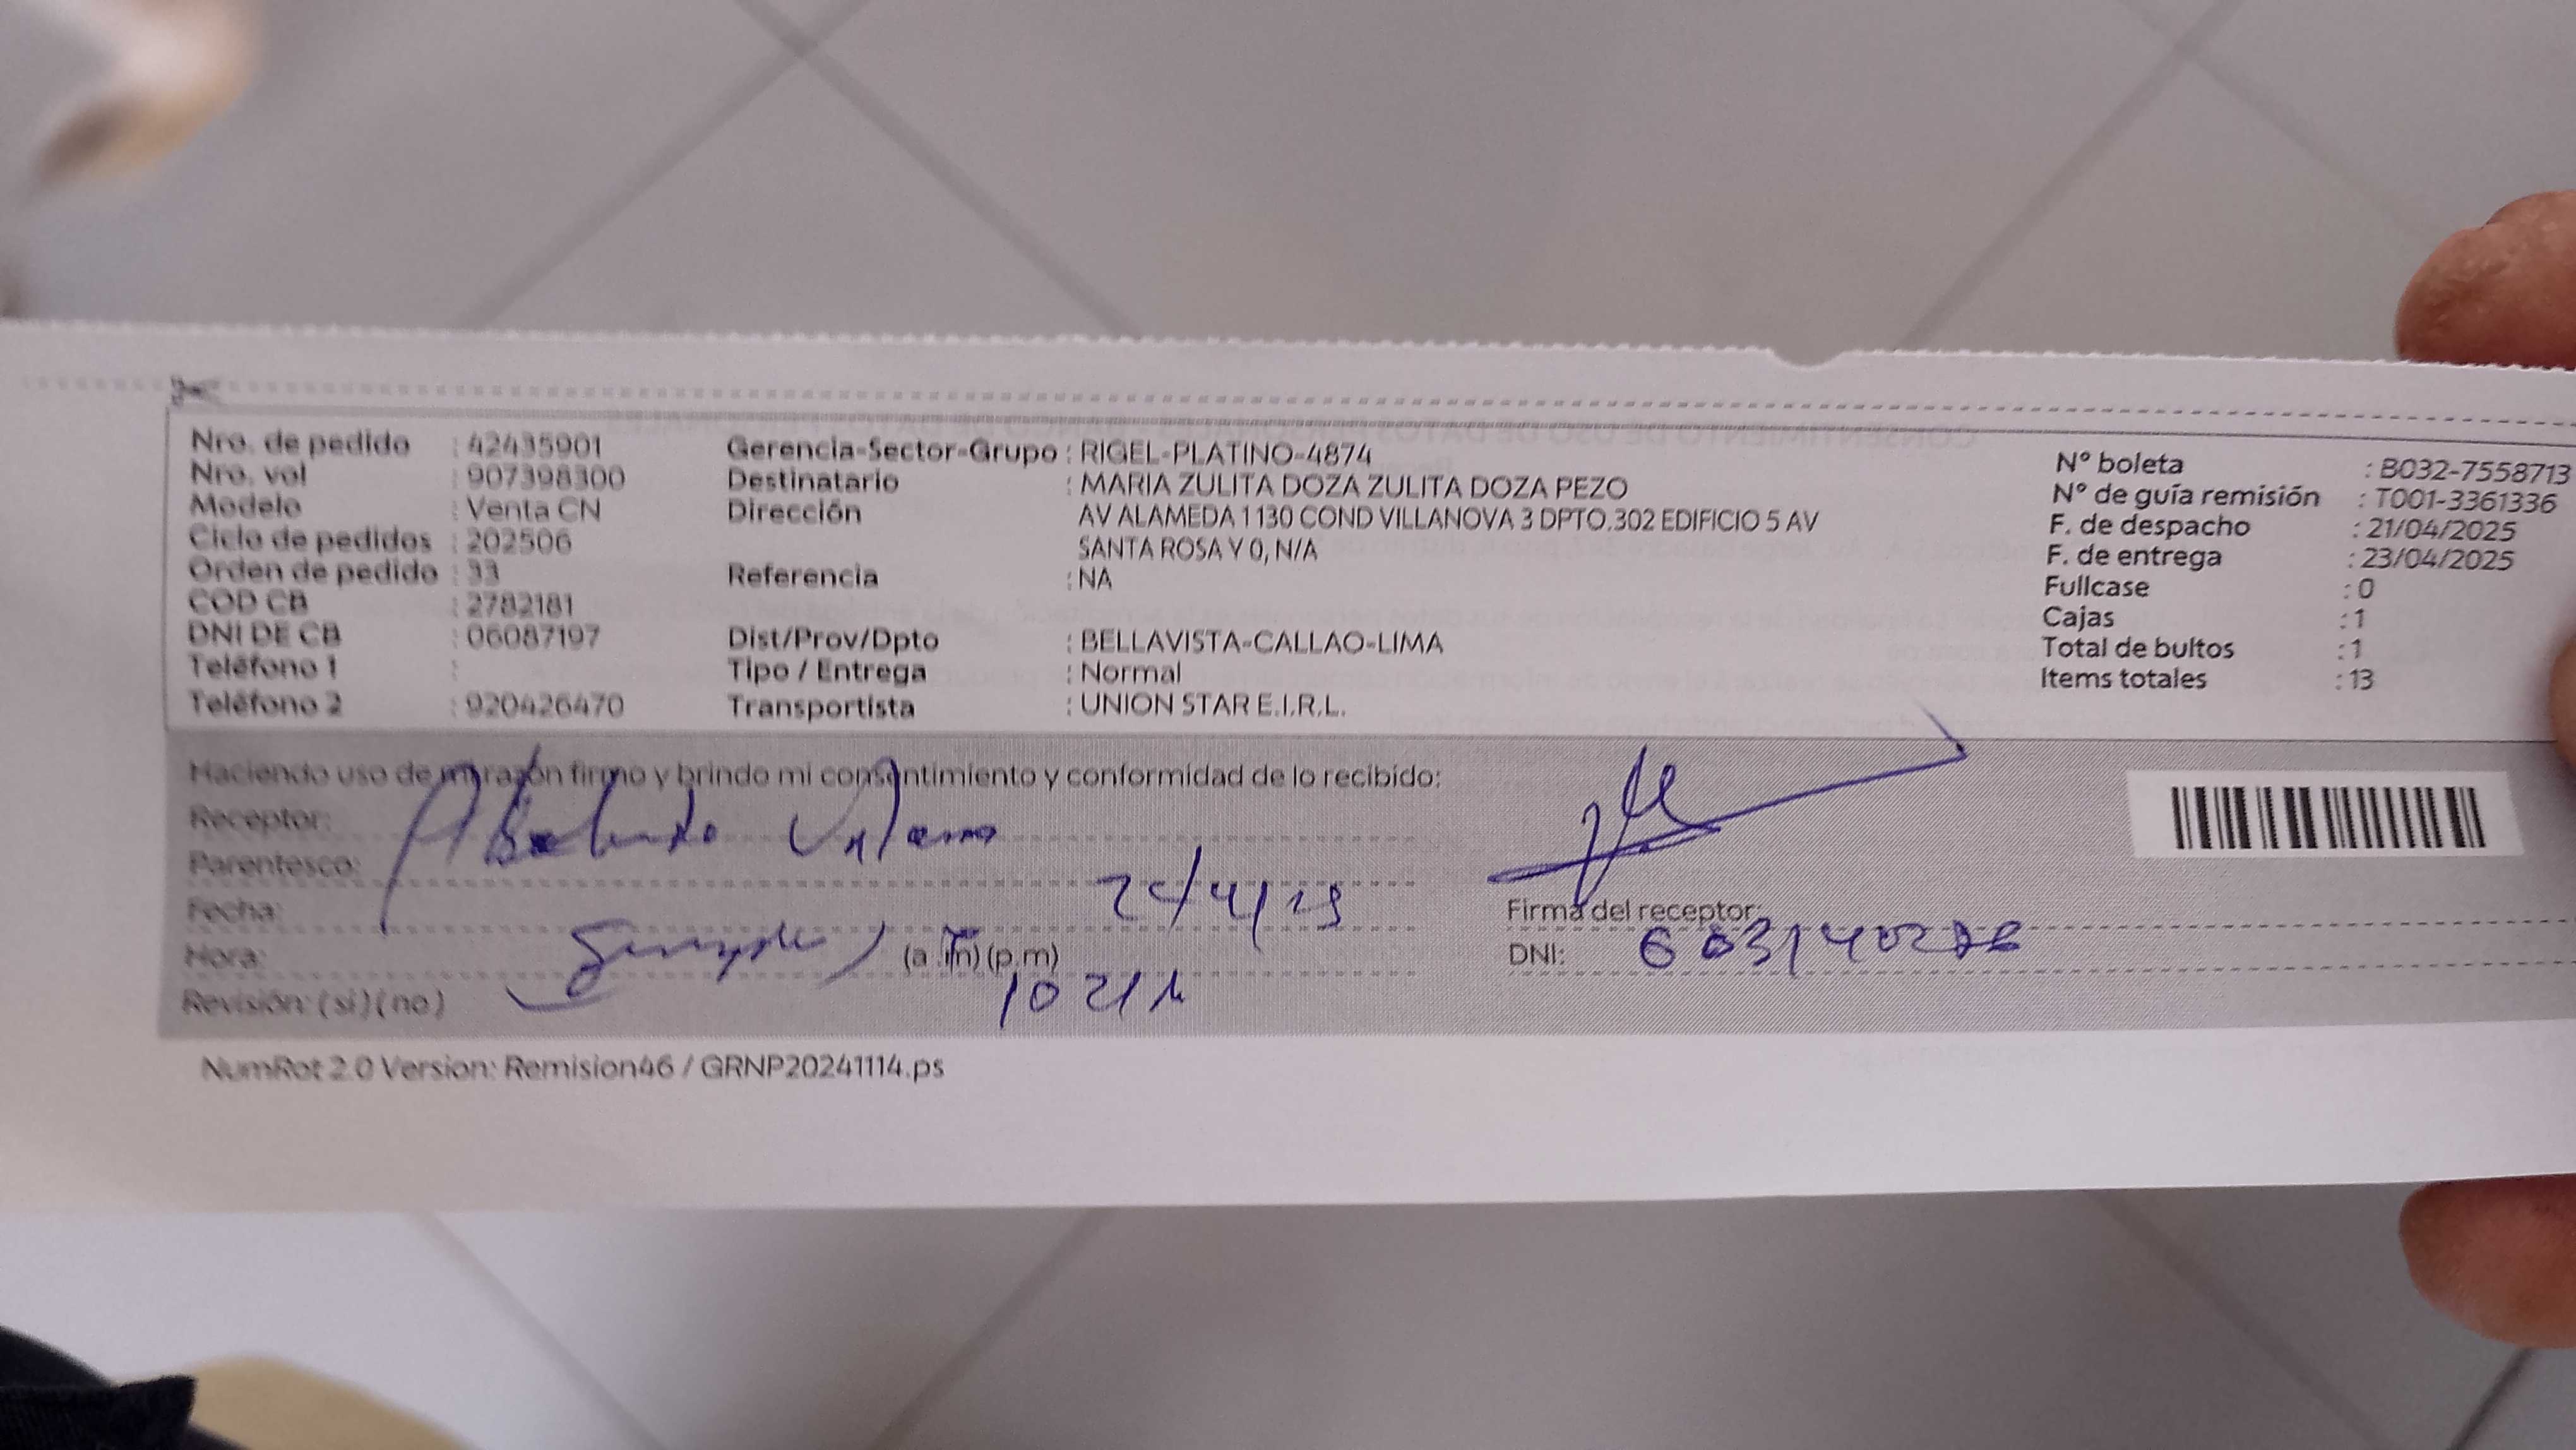 Nro. de pedido : 42435901
Nro. vol : 907398300
Modelo : Venta CN
Ciclo de pedidos : 202506
Orden de pedido : 33
COD CB : 2782181
DNI DE CB : 06087197
Teléfono 1 :
Teléfono 2 : 920426470
Gerencia-Sector-Grupo : RIGEL-PLATINO-4874
Destinatario : MARIA ZULITA DOZA ZULITA DOZA PEZO
Dirección AV ALAMEDA 1130 COND VILLANOVA 3 DPTO.302 EDIFICIO 5 AV
SANTA ROSA Y 0, N/A
Referencia : NA
Dist/Prov/Dpto : BELLAVISTA-CALLAO-LIMA
Tipo / Entrega : Normal
Transportista : UNION STAR E.I.R.L.
N° boleta : B032-7558713
N° de guía remisión : T001-3361336
F. de despacho : 21/04/2025
F. de entrega : 23/04/2025
Fullcase : 0
Cajas : 1
Total de bultos : 1
Items totales : 13
Haciendo uso de mi razón firmo y brindo mi consentimiento y conformidad de lo recibido:
Receptor:
Parentesco:
Fecha:
Hora: (a.m) (p.m)
Revisión: (si) (no)
Firma del receptor:
DNI:
NumRot 2.0 Version: Remision46 / GRNP20241114.ps